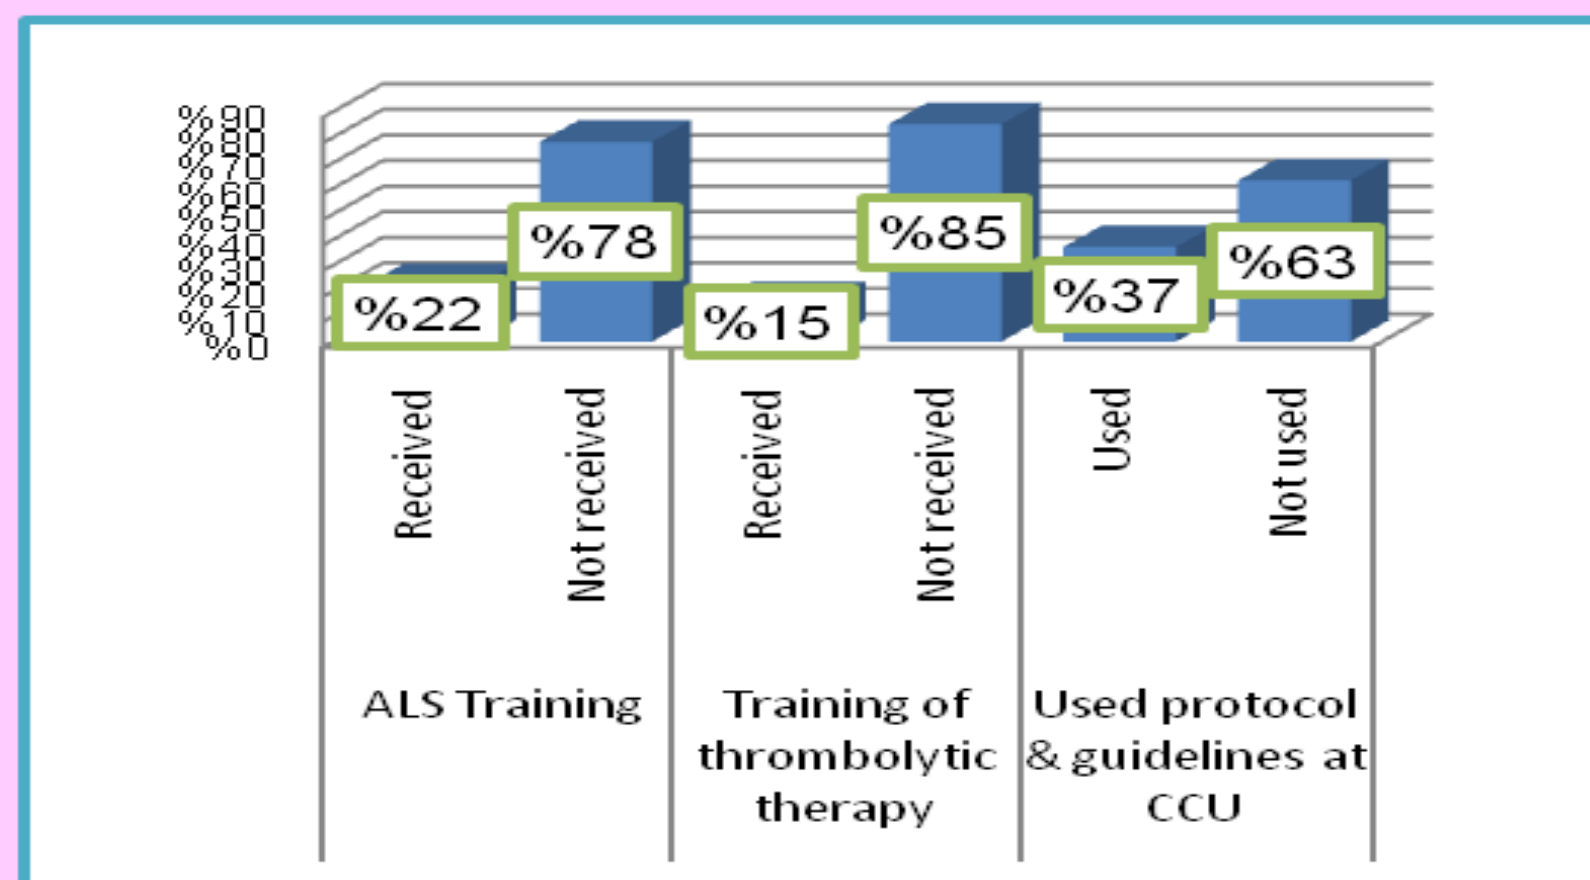 %90
%80
%70
%60
%50
%40
%30
%20
%10
%0
%22
%78
%15
%85
%37
%63
Received
Not received
Received
Not received
Used
Not used
ALS Training
Training of
thrombolytic
therapy
Used protocol
& guidelines at
CCU